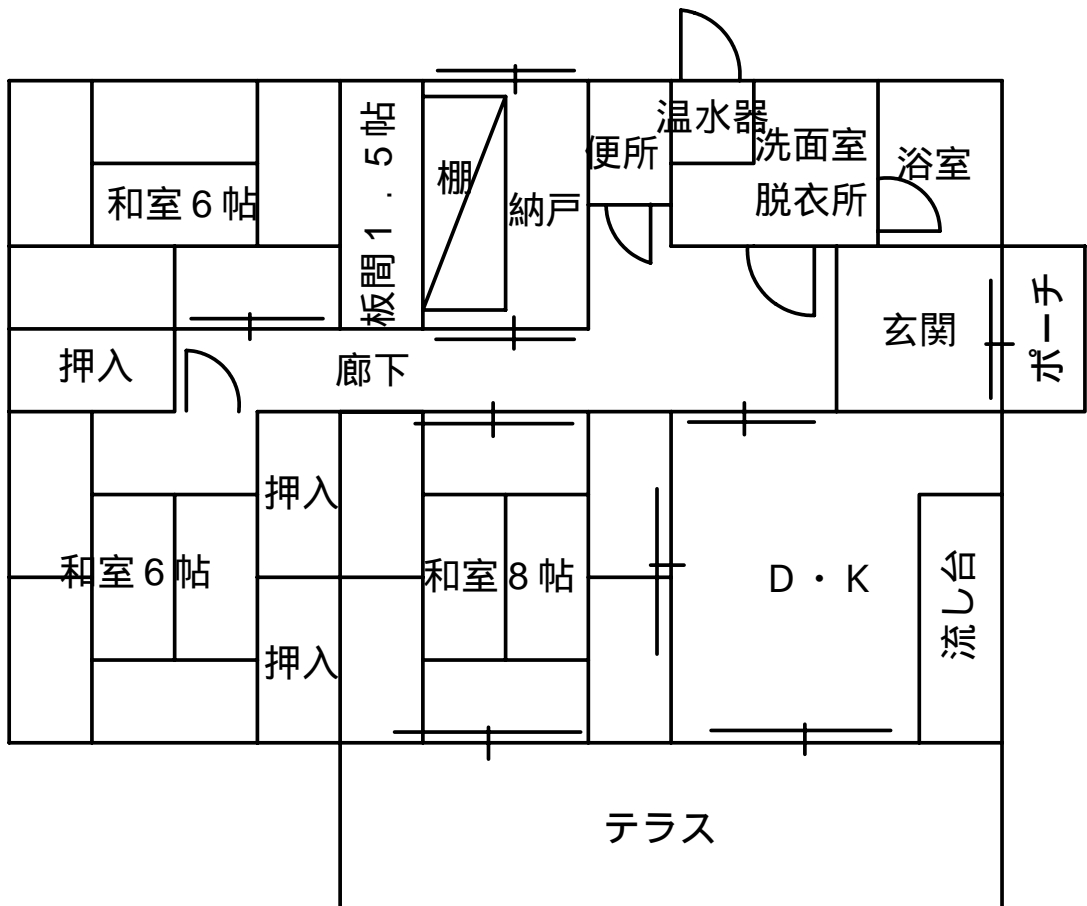 温水器
便所
洗面室
脱衣所
浴室
板間１．５帖
棚
納戸
和室６帖
玄関
ポーチ
押入
廊下
押入
和室６帖
和室８帖
D・K
流し台
押入
テラス